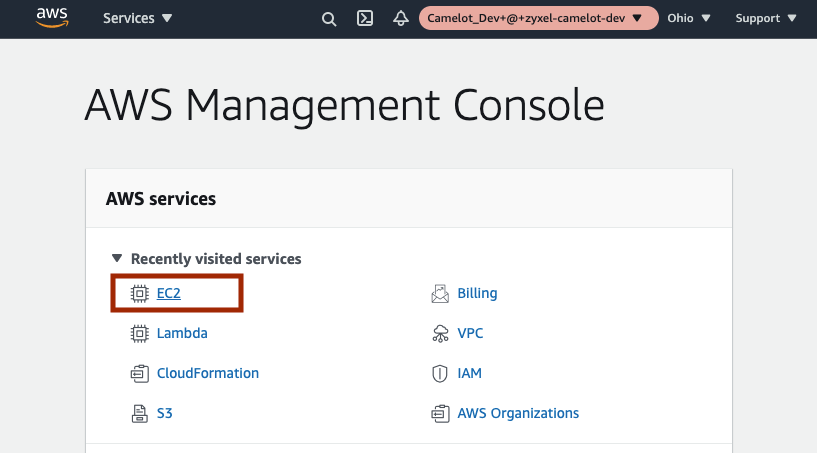 aws Services Camelot_Dev+@+zyxel-camelot-dev Ohio Support
AWS Management Console
AWS services
Recently visited services
EC2 Billing
Lambda VPC
CloudFormation IAM
S3 AWS Organizations